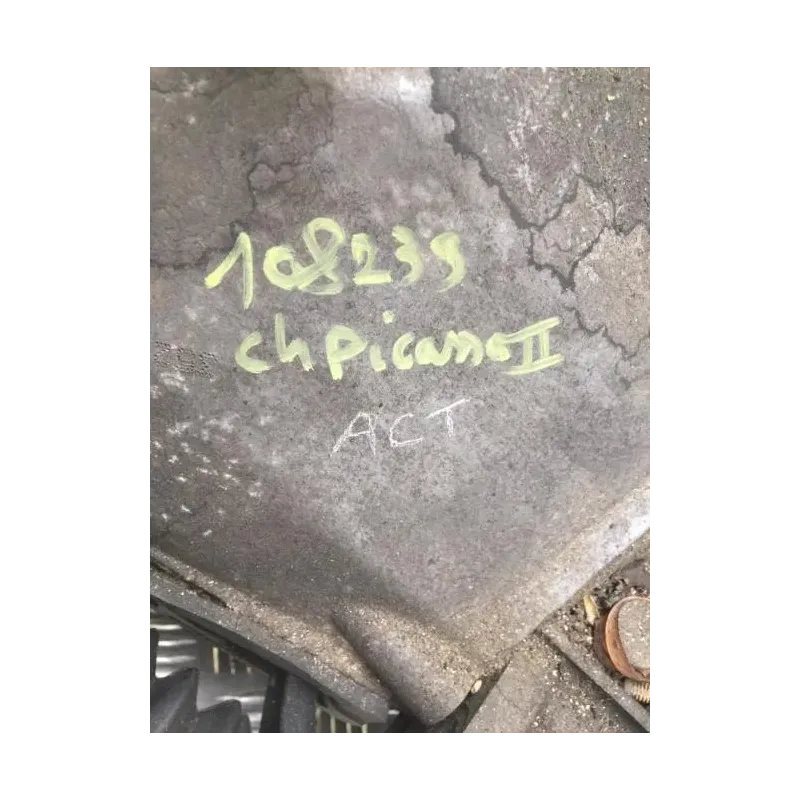 108239
ch Picasso II
ACT